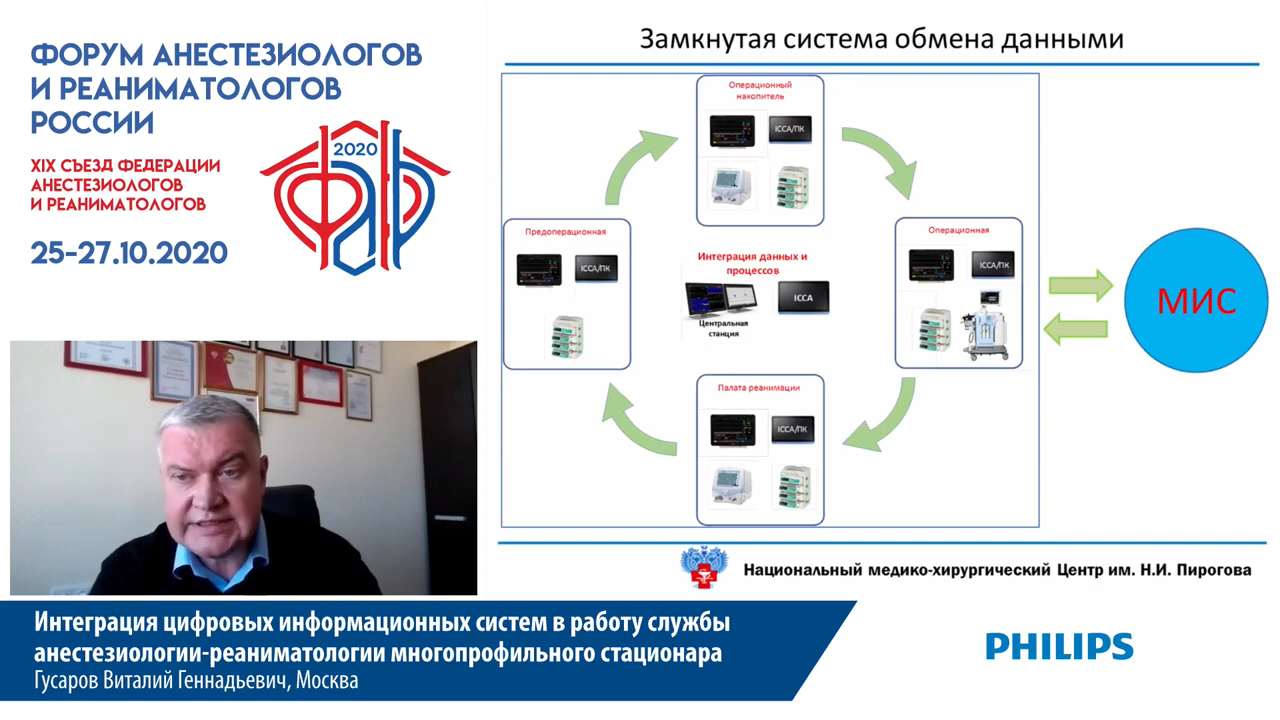 ФОРУМ АНЕСТЕЗИОЛОГОВ
И РЕАНИМАТОЛОГОВ
РОССИИ
XIX СЪЕЗД ФЕДЕРАЦИИ
АНЕСТЕЗИОЛОГОВ
И РЕАНИМАТОЛОГОВ
25-27.10.2020
2020
ФАР
Замкнутая система обмена данными
Операционный
накопитель
ICCA/ПК
Предоперационная
ICCA/ПК
Интеграция данных и
процессов
ICCA
Центральная
станция
Операционная
ICCA/ПК
Палата реанимации
ICCA/ПК
МИС
Национальный медико-хирургический Центр им. Н.И. Пирогова
Интеграция цифровых информационных систем в работу службы
анестезиологии-реаниматологии многопрофильного стационара
Гусаров Виталий Геннадьевич, Москва
PHILIPS